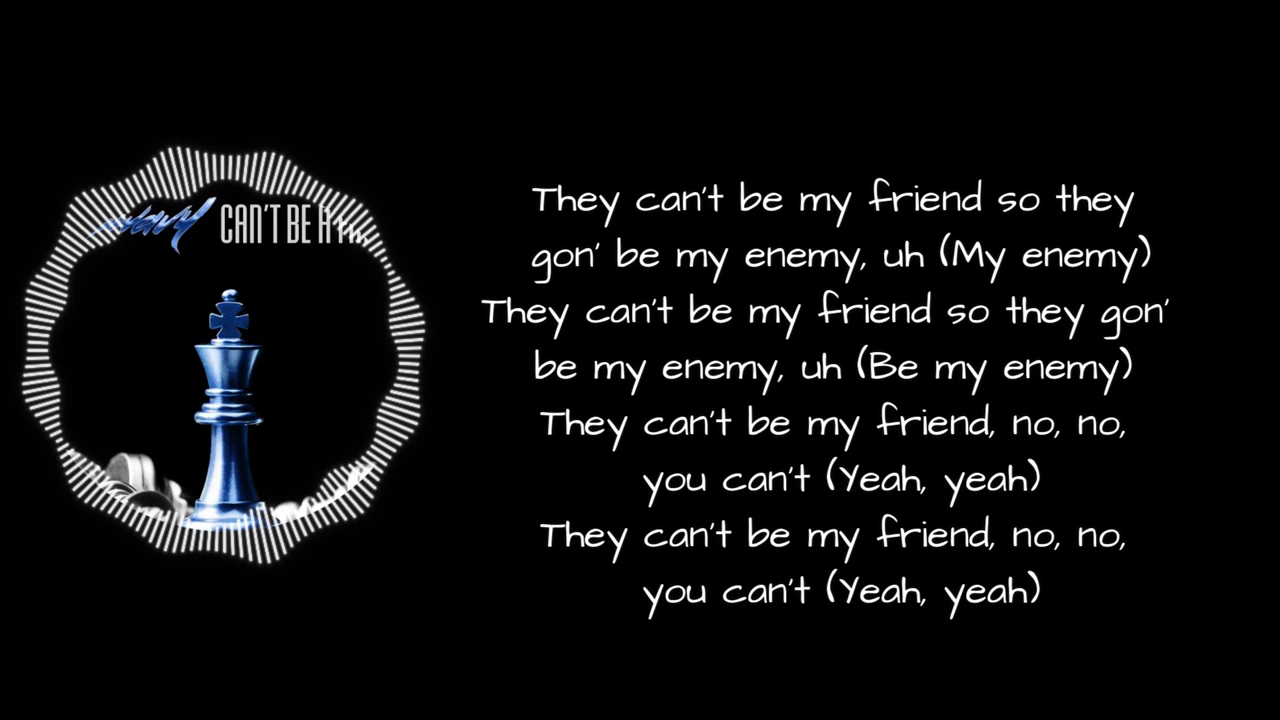 CAN'T BE A
They can't be my friend so they
gon' be my enemy, uh (My enemy)
They can't be my friend so they gon'
be my enemy, uh (Be my enemy)
They can't be my friend, no, no,
you can't (Yeah, yeah)
They can't be my friend, no, no,
you can't (Yeah, yeah)